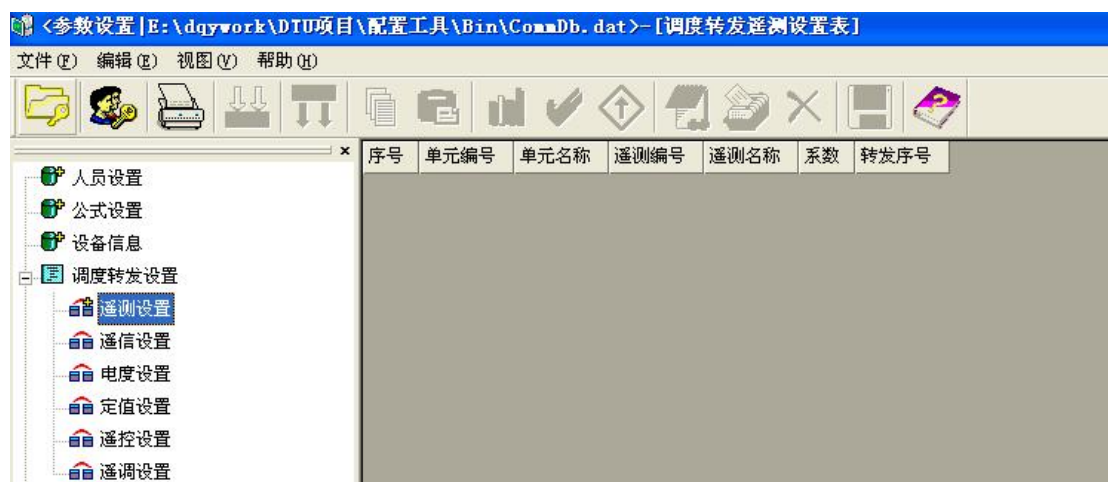 <参数设置|E:\dqywork\DTU项目\配置工具\Bin\CommDb.dat>-[调度转发遥测设置表]
文件(F) 编辑(E) 视图(V) 帮助(H)
序号 单元编号 单元名称 遥测编号 遥测名称 系数 转发序号
人员设置
公式设置
设备信息
调度转发设置
遥测设置
遥信设置
电度设置
定值设置
遥控设置
遥调设置